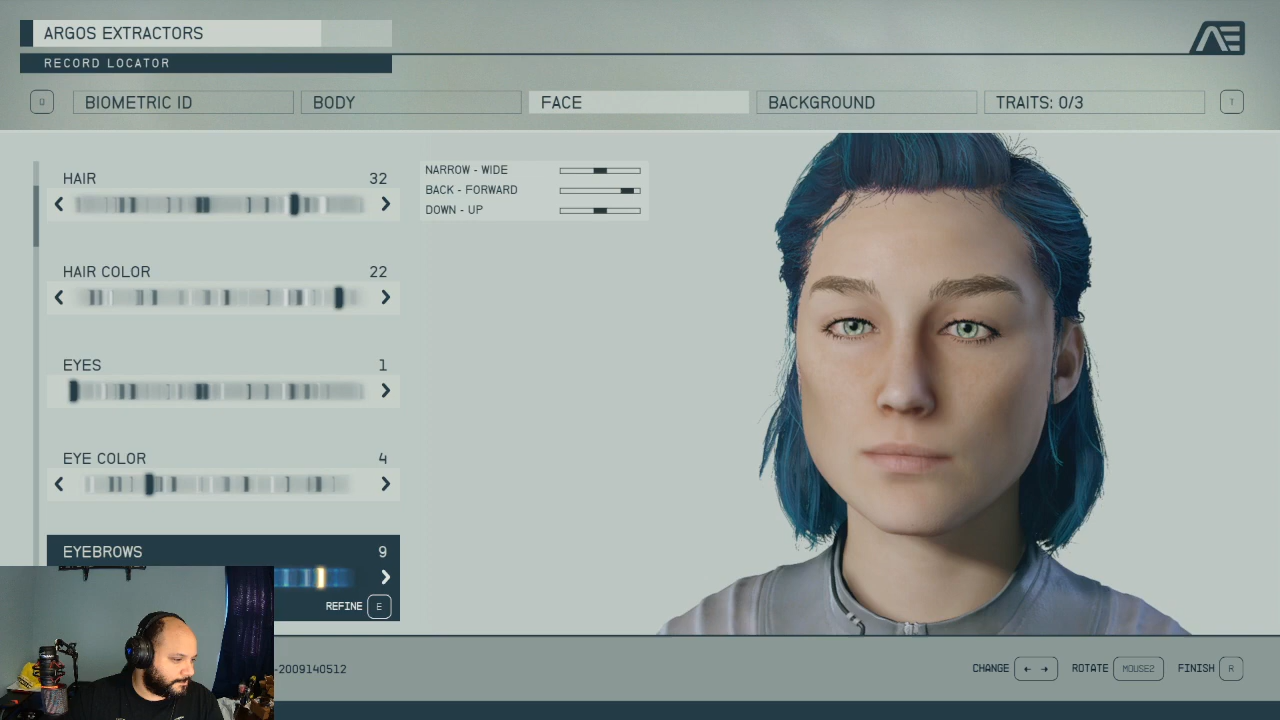 ARGOS EXTRACTORS
RECORD LOCATOR
AE
Q
BIOMETRIC ID
BODY
FACE
BACKGROUND
TRAITS: 0/3
T
HAIR 32
HAIR COLOR 22
EYES 1
EYE COLOR 4
EYEBROWS 9
REFINE E
NARROW - WIDE
BACK - FORWARD
DOWN - UP
-2009140512
CHANGE
ROTATE MOUSE2
FINISH R